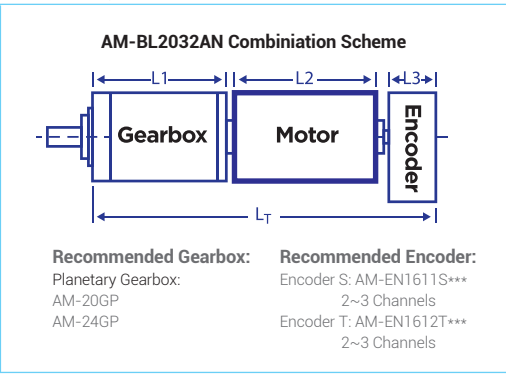 AM-BL2032AN Combiniation Scheme
L1 L2 L3
Gearbox Motor Encoder
LT
Recommended Gearbox:
Planetary Gearbox:
AM-20GP
AM-24GP
Recommended Encoder:
Encoder S: AM-EN1611S***
2~3 Channels
Encoder T: AM-EN1612T***
2~3 Channels